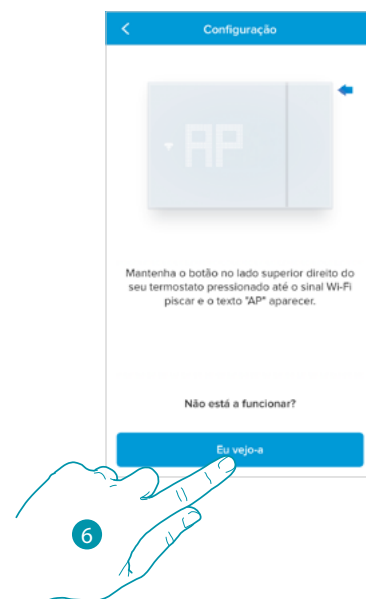 Configuração
AP
Mantenha o botão no lado superior direito do
seu termostato pressionado até o sinal Wi-Fi
piscar e o texto "AP" aparecer.
Não está a funcionar?
Eu vejo-a
6